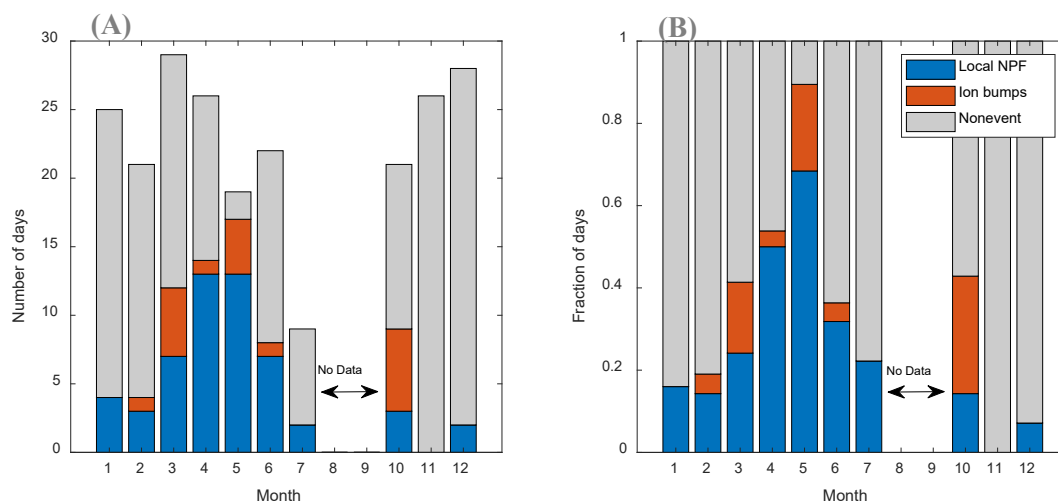 (A)
30
25
20
15
10
5
0
Number of days
No Data
1 2 3 4 5 6 7 8 9 10 11 12
Month
(B)
1
0.8
0.6
0.4
0.2
0
Fraction of days
Local NPF
Ion bumps
Nonevent
No Data
1 2 3 4 5 6 7 8 9 10 11 12
Month